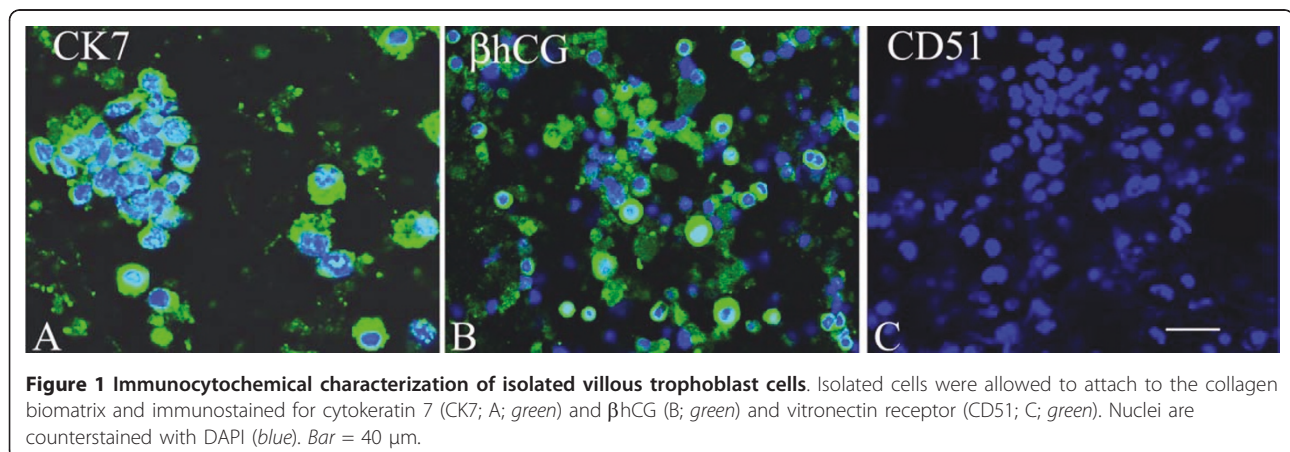 CK7 βhCG CD51
A B C
Figure 1 Immunocytochemical characterization of isolated villous trophoblast cells. Isolated cells were allowed to attach to the collagen
biomatrix and immunostained for cytokeratin 7 (CK7; A; green) and βhCG (B; green) and vitronectin receptor (CD51; C; green). Nuclei are
counterstained with DAPI (blue). Bar = 40 μm.